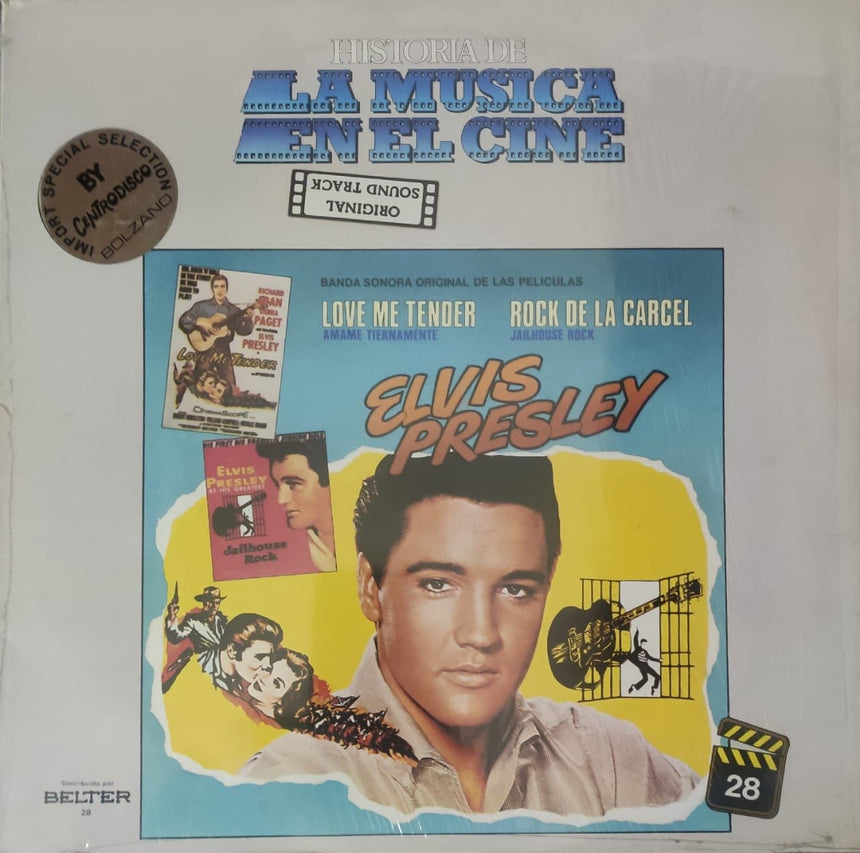 HISTORIA DE
LA MUSICA
EN EL CINE
ORIGINAL
SOUND TRACK
IMPORT SPECIAL SELECTION
BY
CENTRODISCO
BOLZANO
BANDA SONORA ORIGINAL DE LAS PELICULAS
LOVE ME TENDER
AMAME TIERNAMENTE
ROCK DE LA CARCEL
JAILHOUSE ROCK
ELVIS
PRESLEY
RICHARD
EGAN
DEBRA
PAGET
ELVIS
PRESLEY
LOVE ME TENDER
CINEMASCOPE
ELVIS
PRESLEY
AT HIS GREATEST
Jailhouse
Rock
28
Distribuido por
BELTER
28